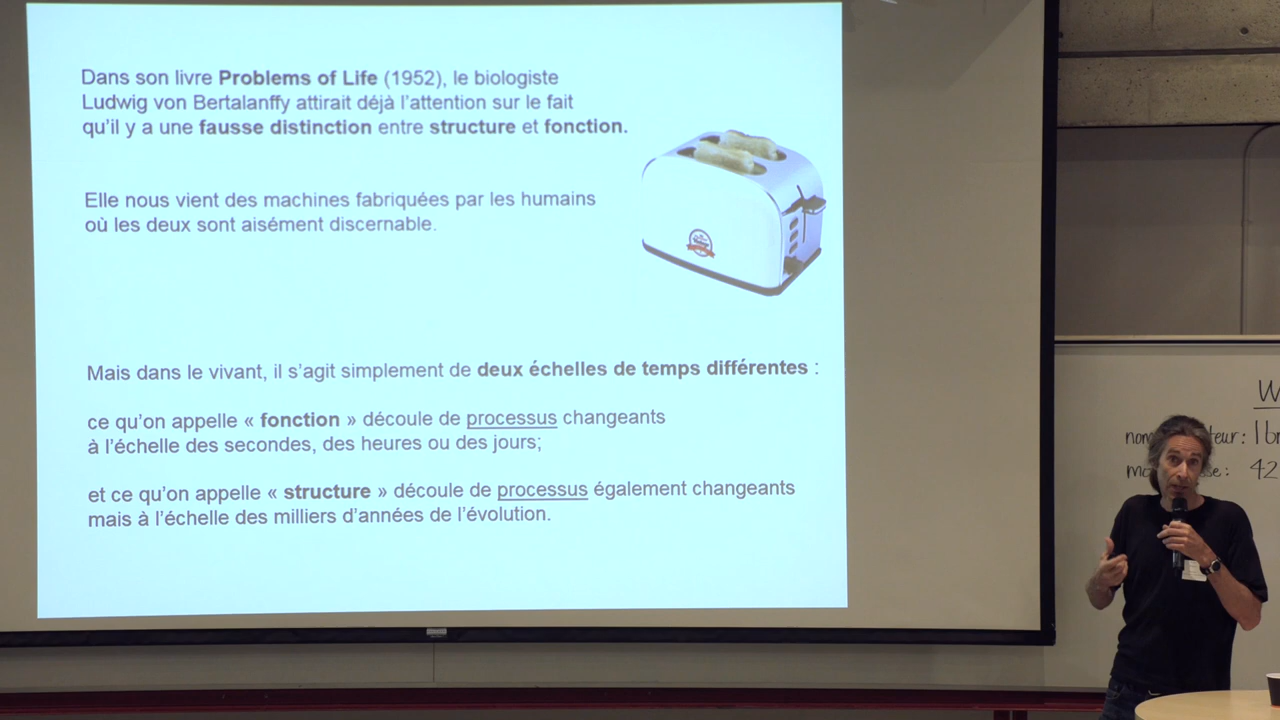 Dans son livre Problems of Life (1952), le biologiste
Ludwig von Bertalanffy attirait déjà l'attention sur le fait
qu'il y a une fausse distinction entre structure et fonction.
Elle nous vient des machines fabriquées par les humains
où les deux sont aisément discernable.
Mais dans le vivant, il s'agit simplement de deux échelles de temps différentes :
ce qu'on appelle « fonction » découle de processus changeants
à l'échelle des secondes, des heures ou des jours;
et ce qu'on appelle « structure » découle de processus également changeants
mais à l'échelle des milliers d'années de l'évolution.
W
42